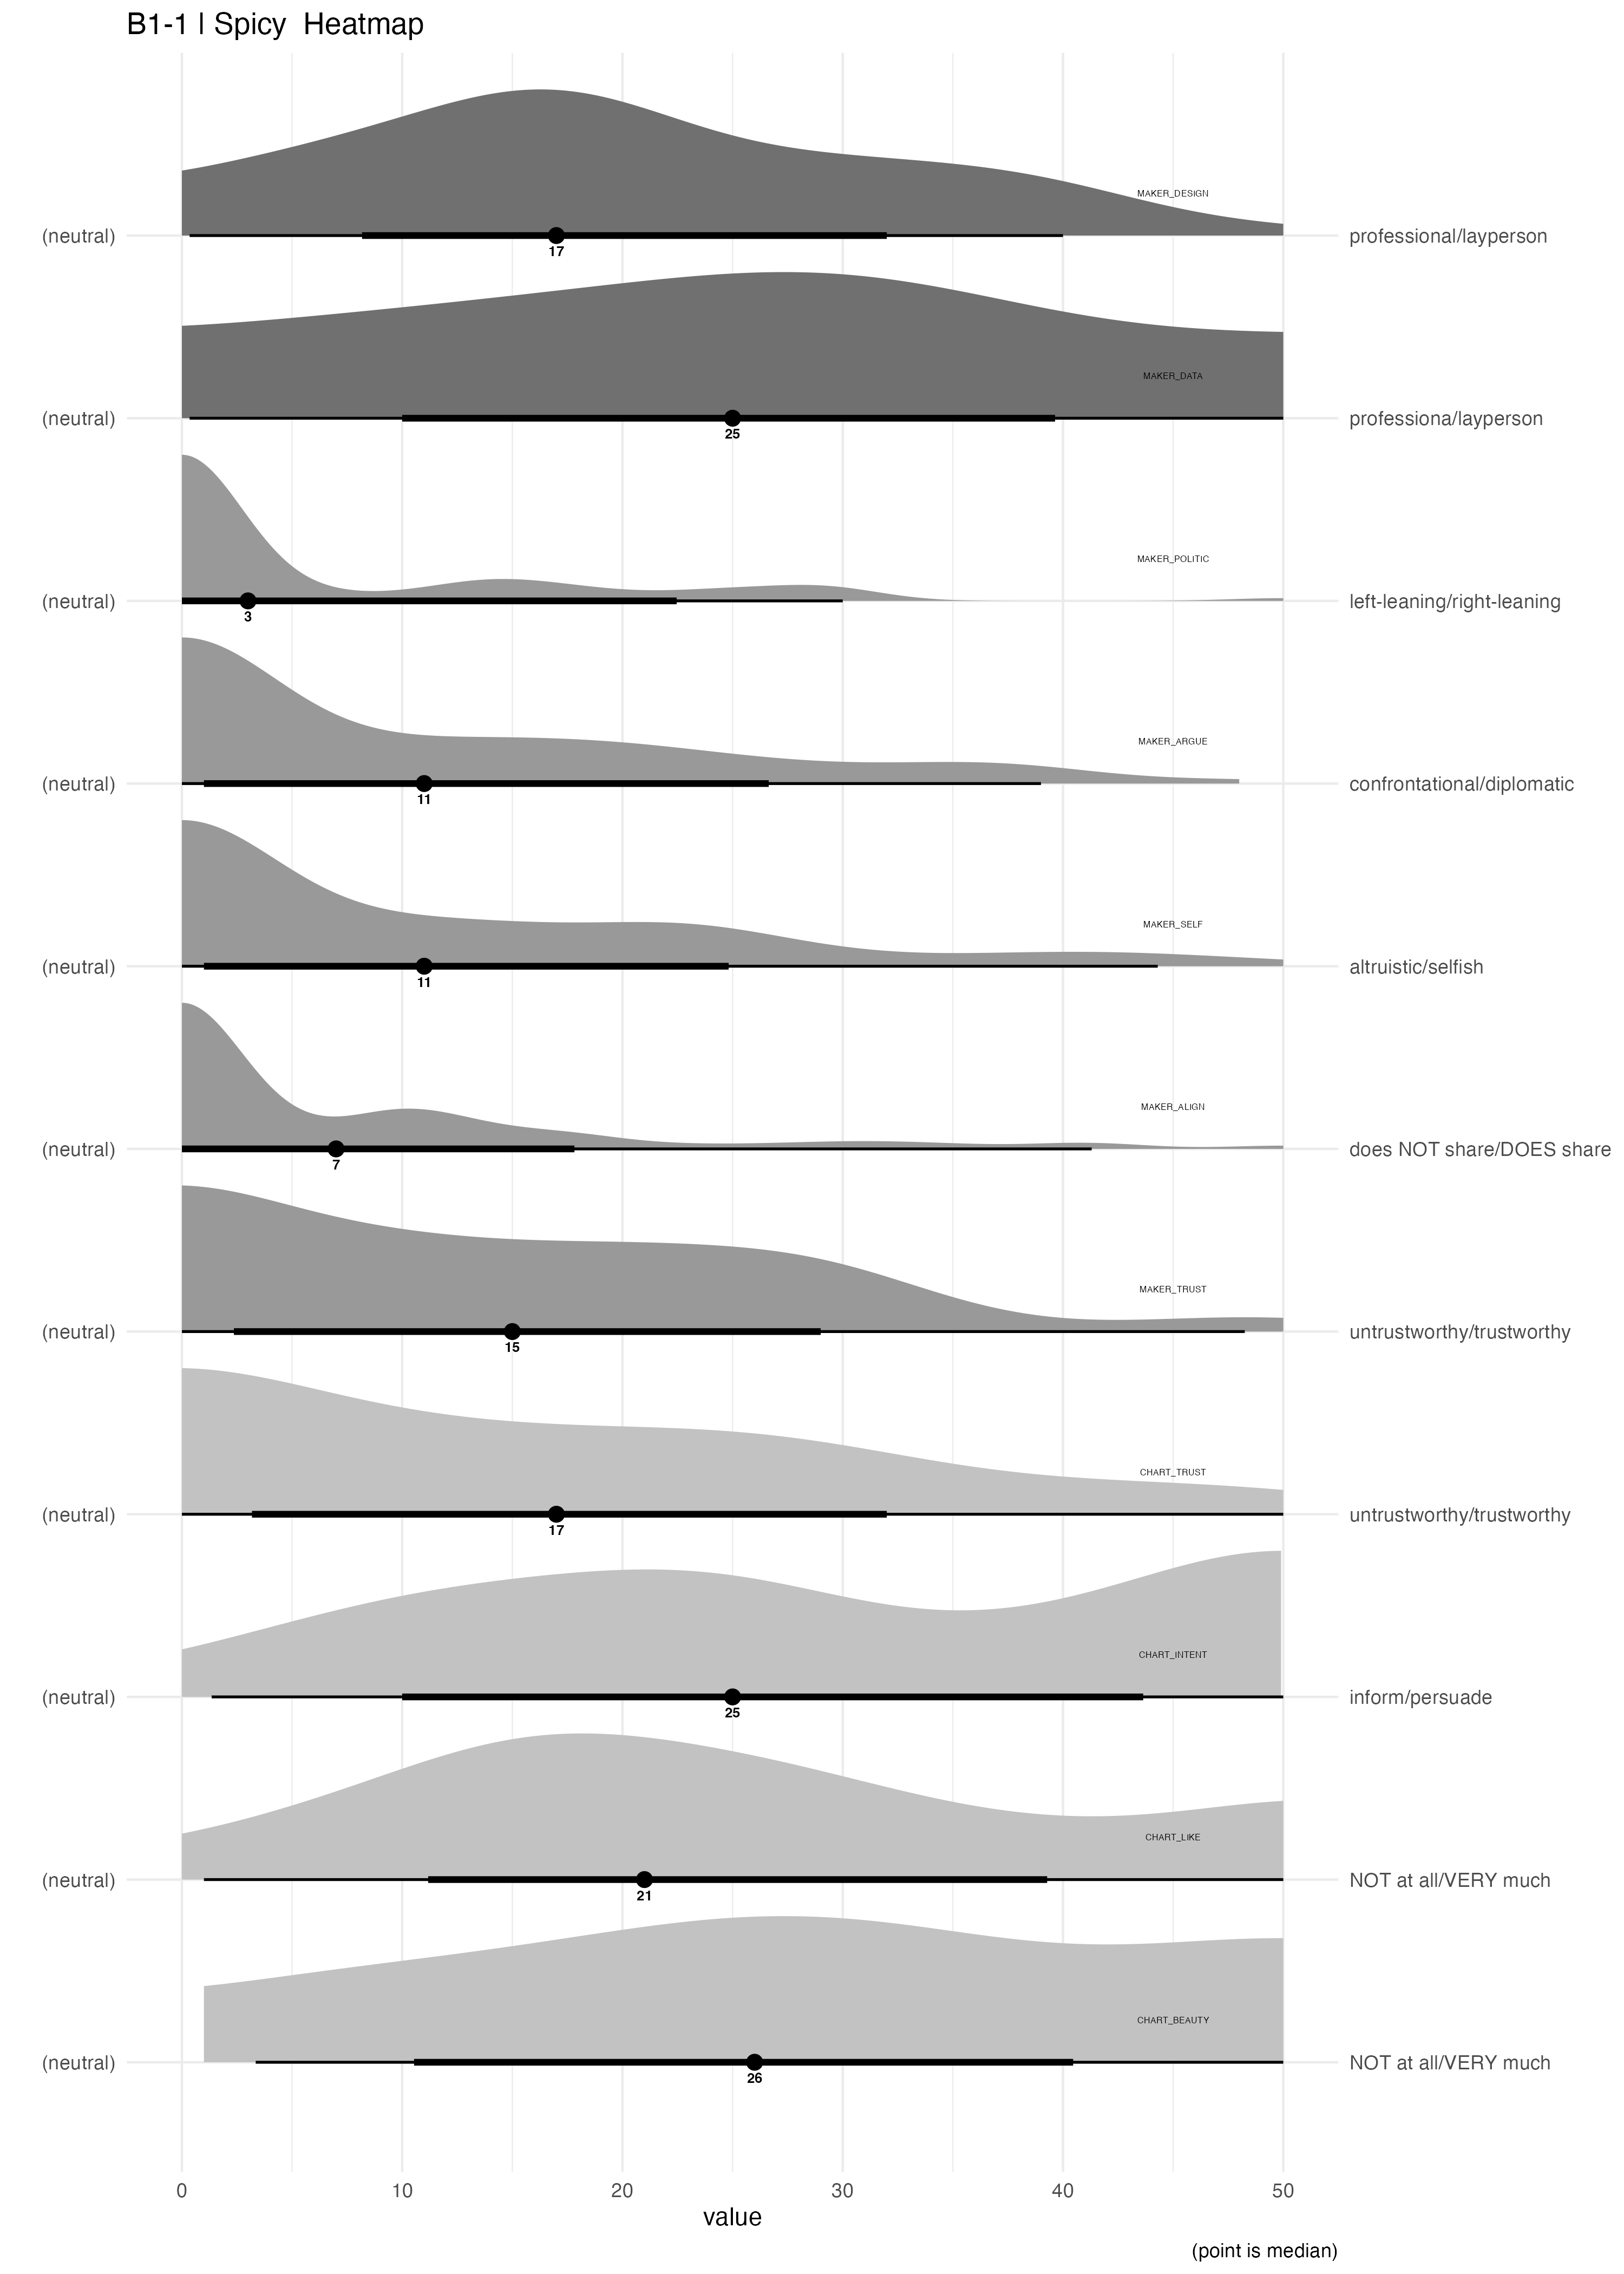 B1-1 | Spicy  Heatmap
MAKER_DESIGN
(neutral) professional/layperson
17
MAKER_DATA
(neutral) professiona/layperson
25
MAKER_POLITIC
(neutral) left-leaning/right-leaning
3
MAKER_ARGUE
(neutral) confrontational/diplomatic
11
MAKER_SELF
(neutral) altruistic/selfish
11
MAKER_ALIGN
(neutral) does NOT share/DOES share
7
MAKER_TRUST
(neutral) untrustworthy/trustworthy
15
CHART_TRUST
(neutral) untrustworthy/trustworthy
17
CHART_INTENT
(neutral) inform/persuade
25
CHART_LIKE
(neutral) NOT at all/VERY much
21
CHART_BEAUTY
(neutral) NOT at all/VERY much
26
0 10 20 30 40 50
value
(point is median)